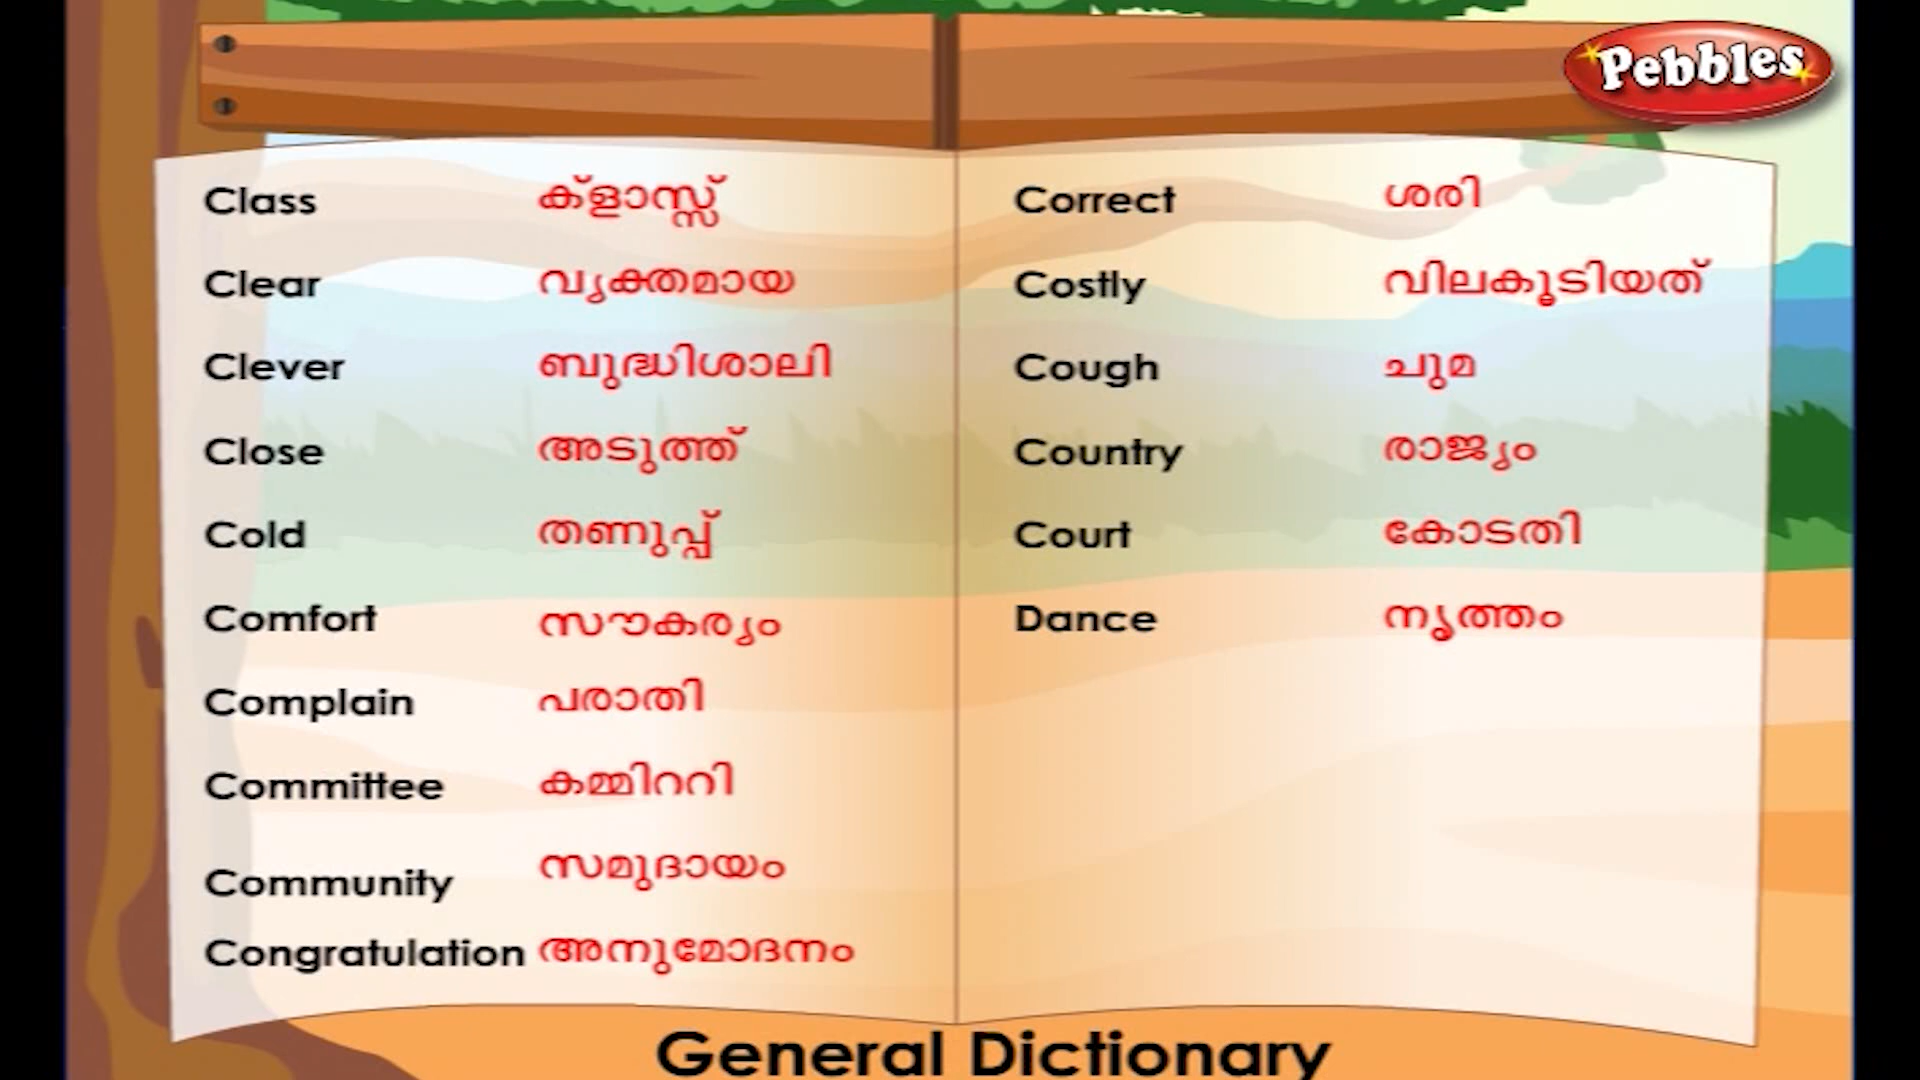 Pebbles
Class ക്ളാസ്സ്
Clear വ്യക്തമായ
Clever ബുദ്ധിശാലി
Close അടുത്ത്
Cold തണുപ്പ്
Comfort സൗകര്യം
Complain പരാതി
Committee കമ്മിററി
Community സമുദായം
Congratulation അനുമോദനം
Correct ശരി
Costly വിലകൂടിയത്
Cough ചുമ
Country രാജ്യം
Court കോടതി
Dance നൃത്തം
General Dictionary